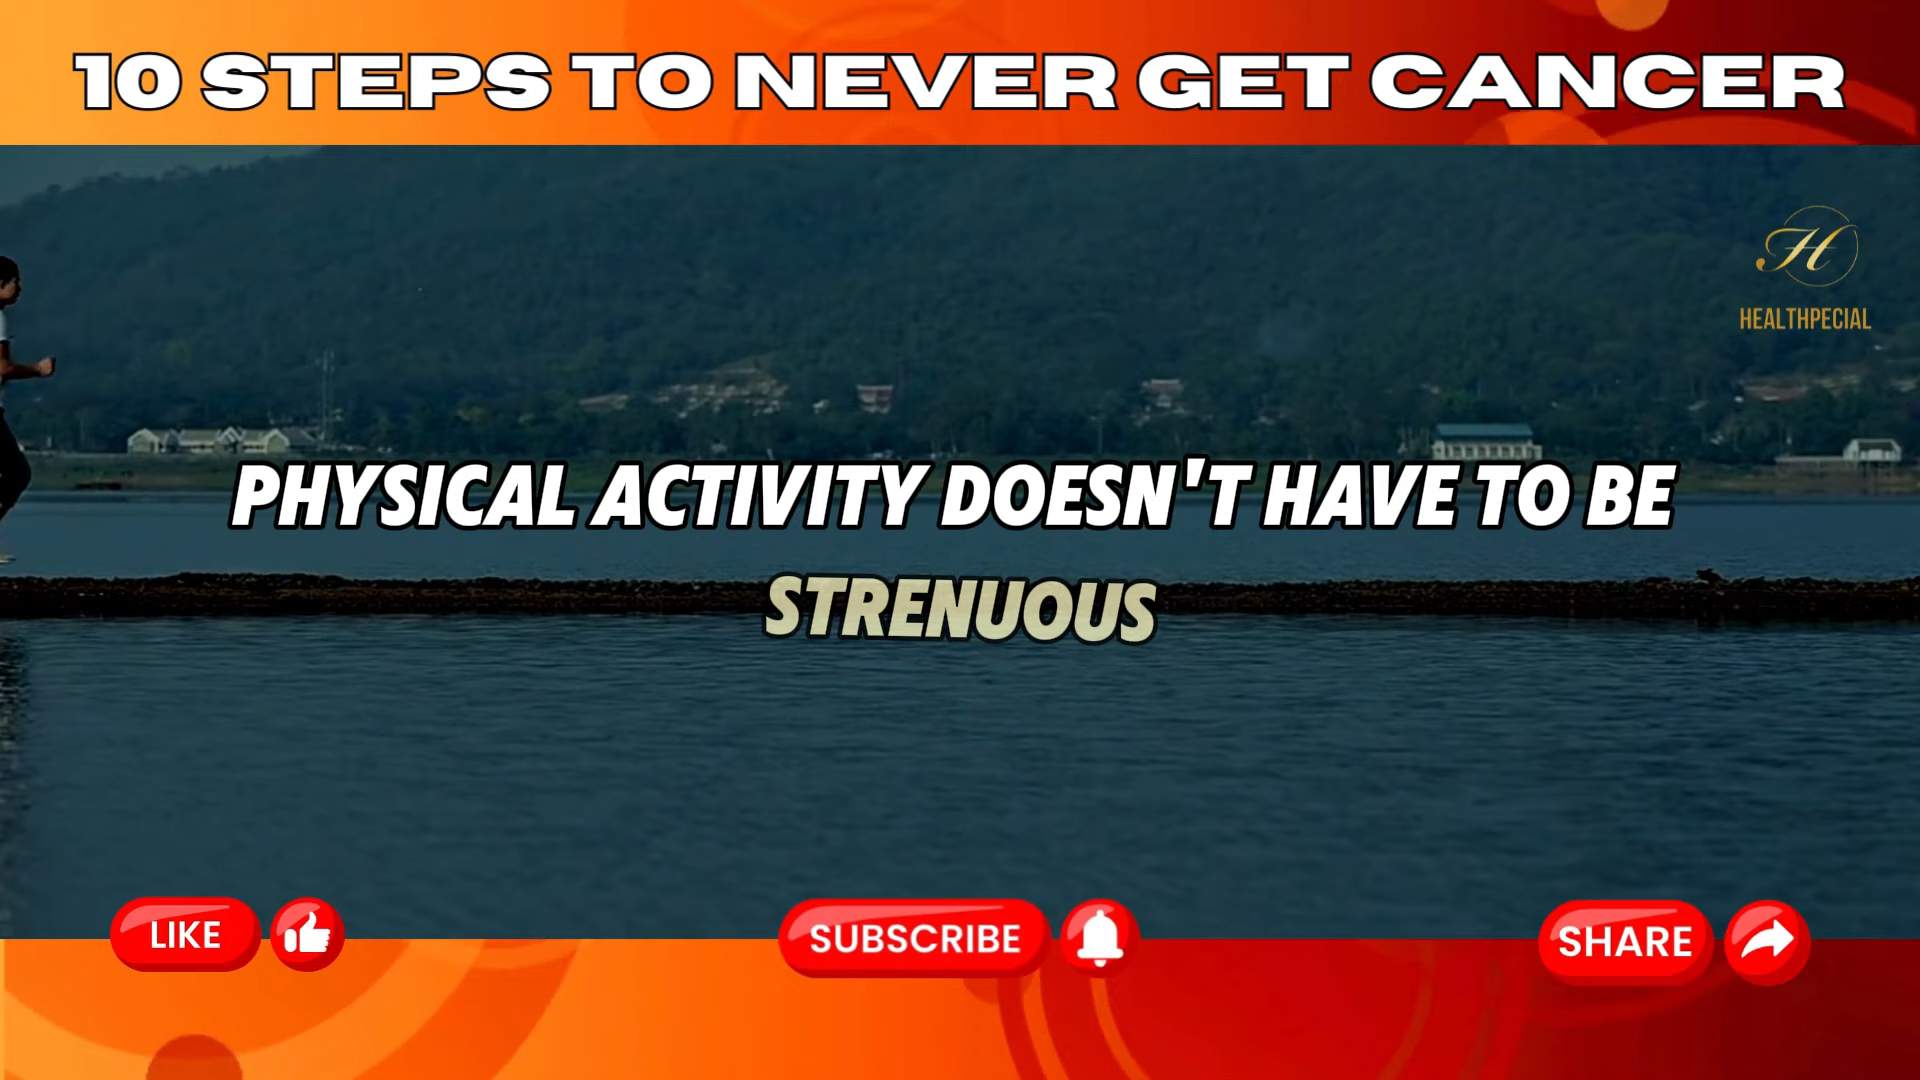 10 STEPS TO NEVER GET CANCER
H
HEALTHPECIAL
PHYSICAL ACTIVITY DOESN'T HAVE TO BE
STRENUOUS
LIKE
SUBSCRIBE
SHARE